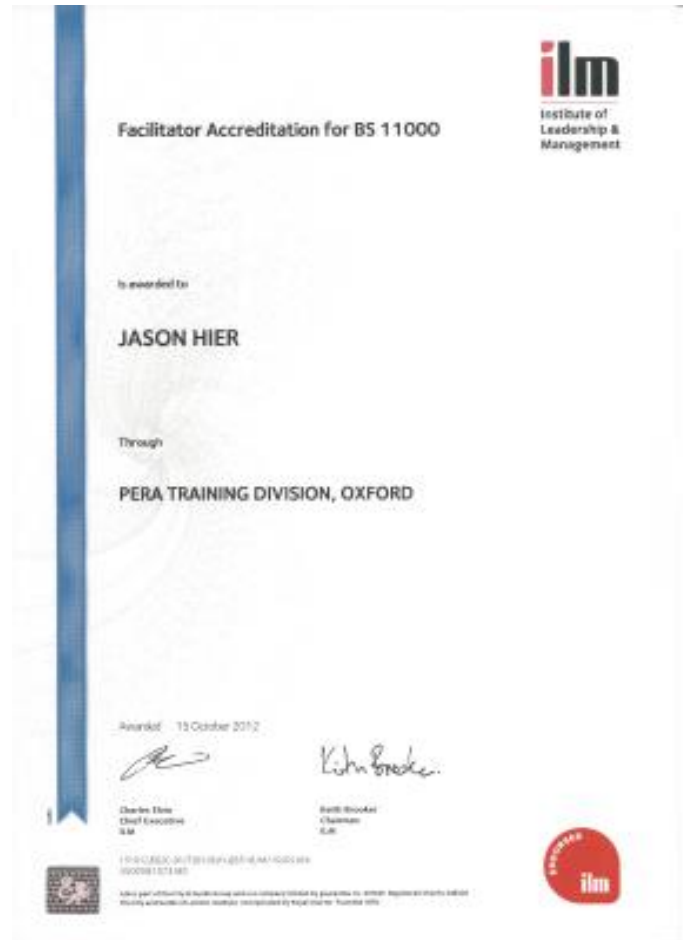 ilm
Institute of
Leadership &
Management
Facilitator Accreditation for BS 11000
is awarded to
JASON HIER
Through
PERA TRAINING DIVISION, OXFORD
Awarded 15 October 2012
Charles Elvin
Chief Executive
ILM
Keith Brooker
Chairman
ILM
ENDORSED
ilm